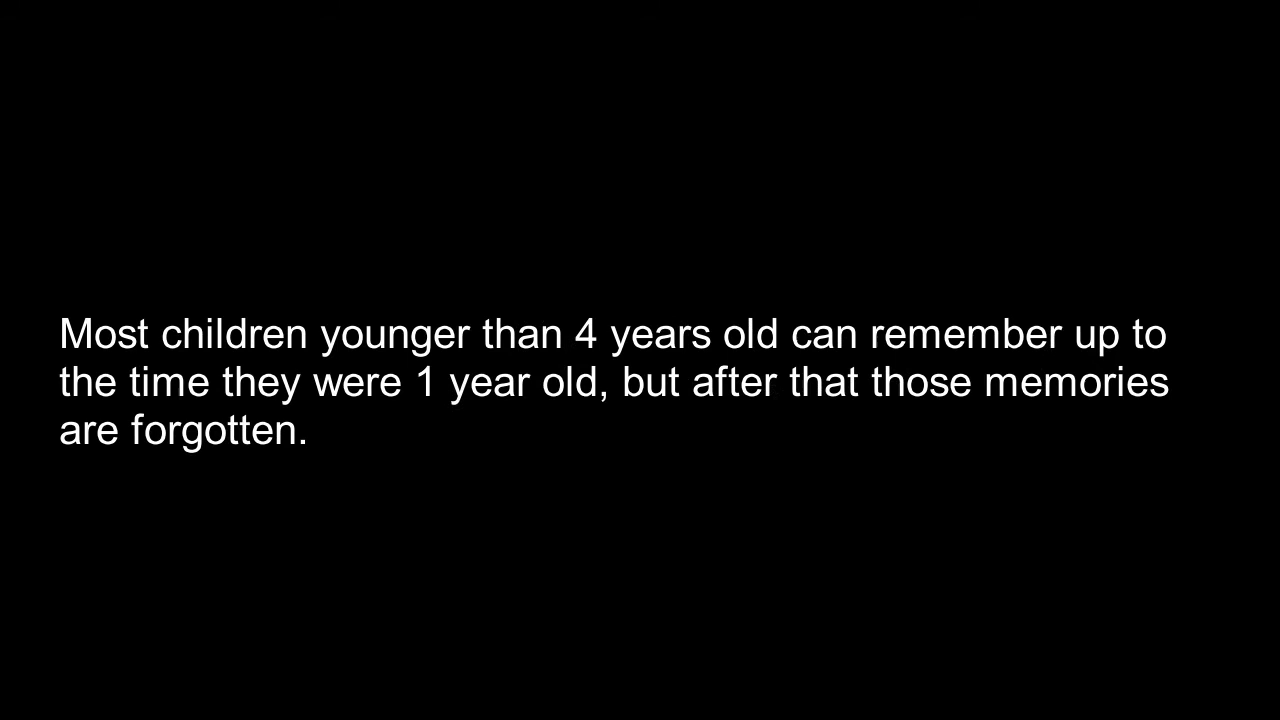 Most children younger than 4 years old can remember up to
the time they were 1 year old, but after that those memories
are forgotten.